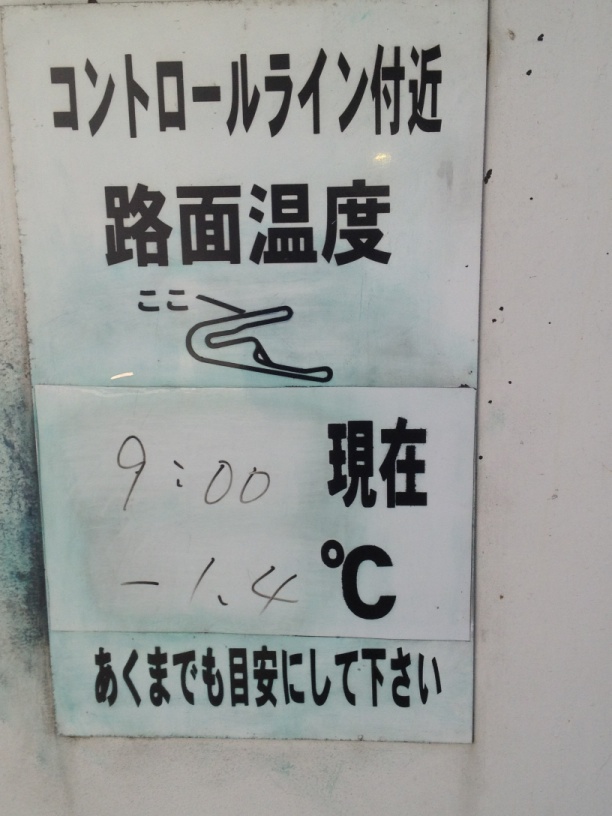 コントロールライン付近
路面温度
ここ
9:00 現在
-1.4 ℃
あくまでも目安にして下さい